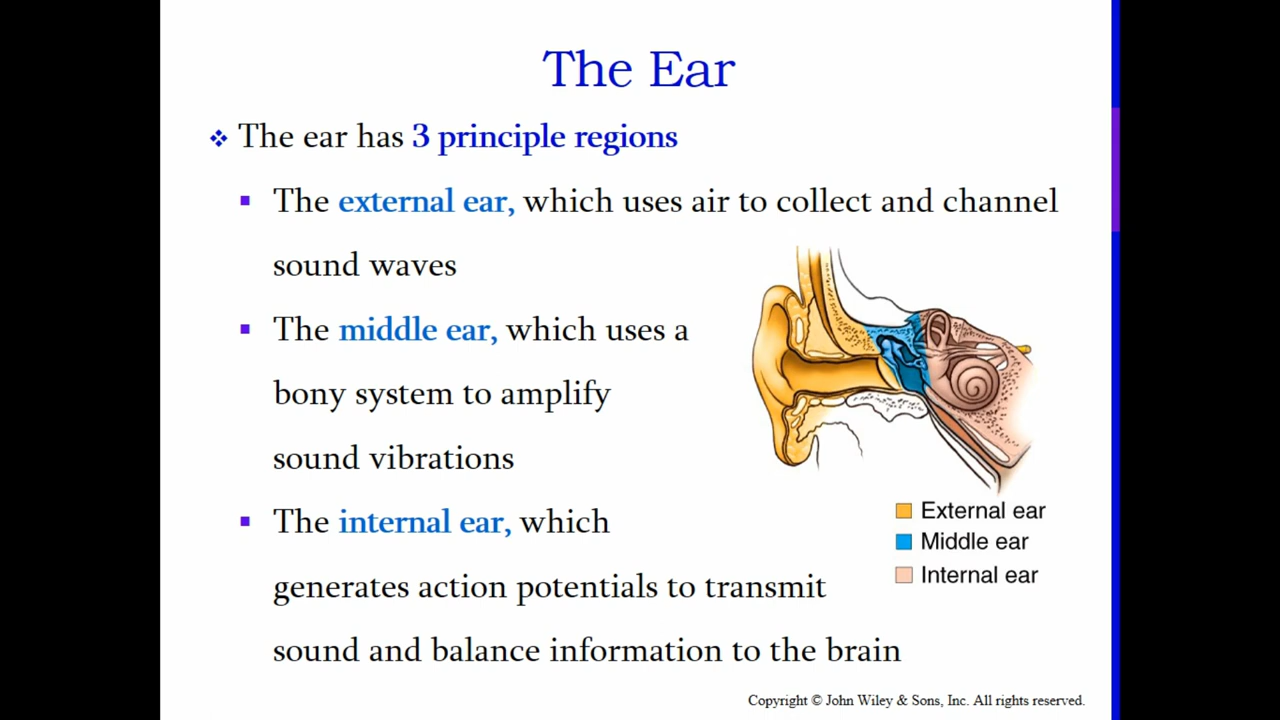 The Ear
❖ The ear has 3 principle regions
▪ The external ear, which uses air to collect and channel
sound waves
▪ The middle ear, which uses a
bony system to amplify
sound vibrations
▪ The internal ear, which
generates action potentials to transmit
sound and balance information to the brain
External ear
Middle ear
Internal ear
Copyright © John Wiley & Sons, Inc. All rights reserved.